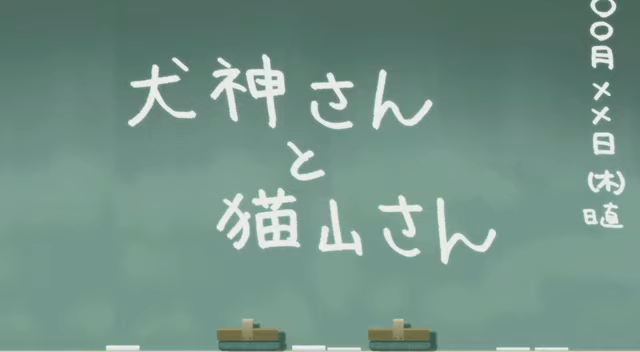 犬神さん
と
猫山さん
〇〇月××日(木)
日直